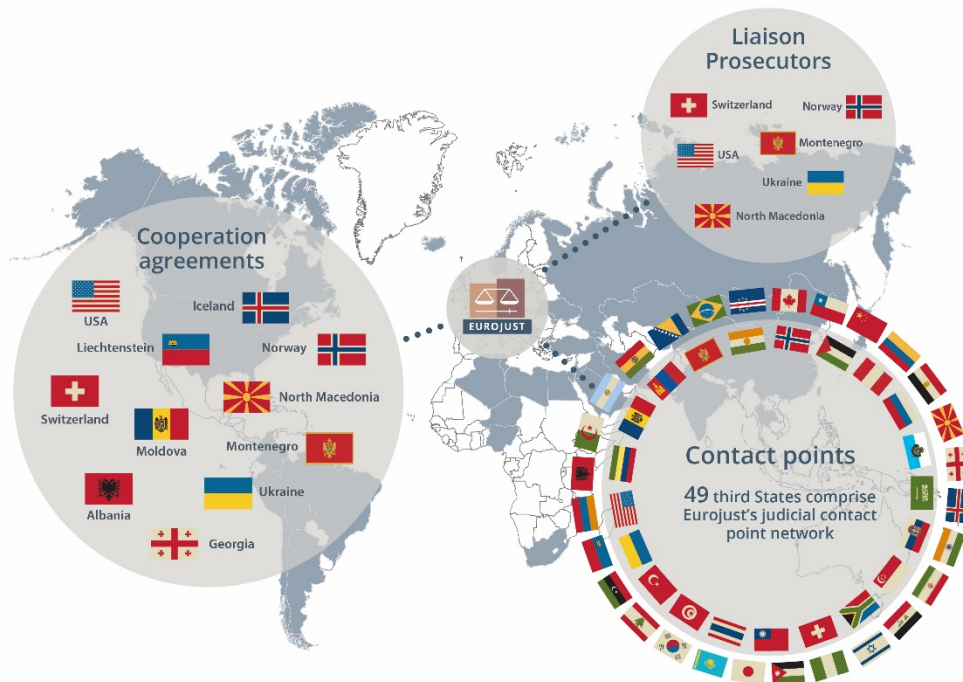 Liaison
Prosecutors
Switzerland
Norway
USA
Montenegro
Ukraine
North Macedonia
Cooperation
agreements
USA
Iceland
Liechtenstein
Norway
Switzerland
North Macedonia
Moldova
Montenegro
Albania
Ukraine
Georgia
EUROJUST
Contact points
49 third States comprise
Eurojust's judicial contact
point network